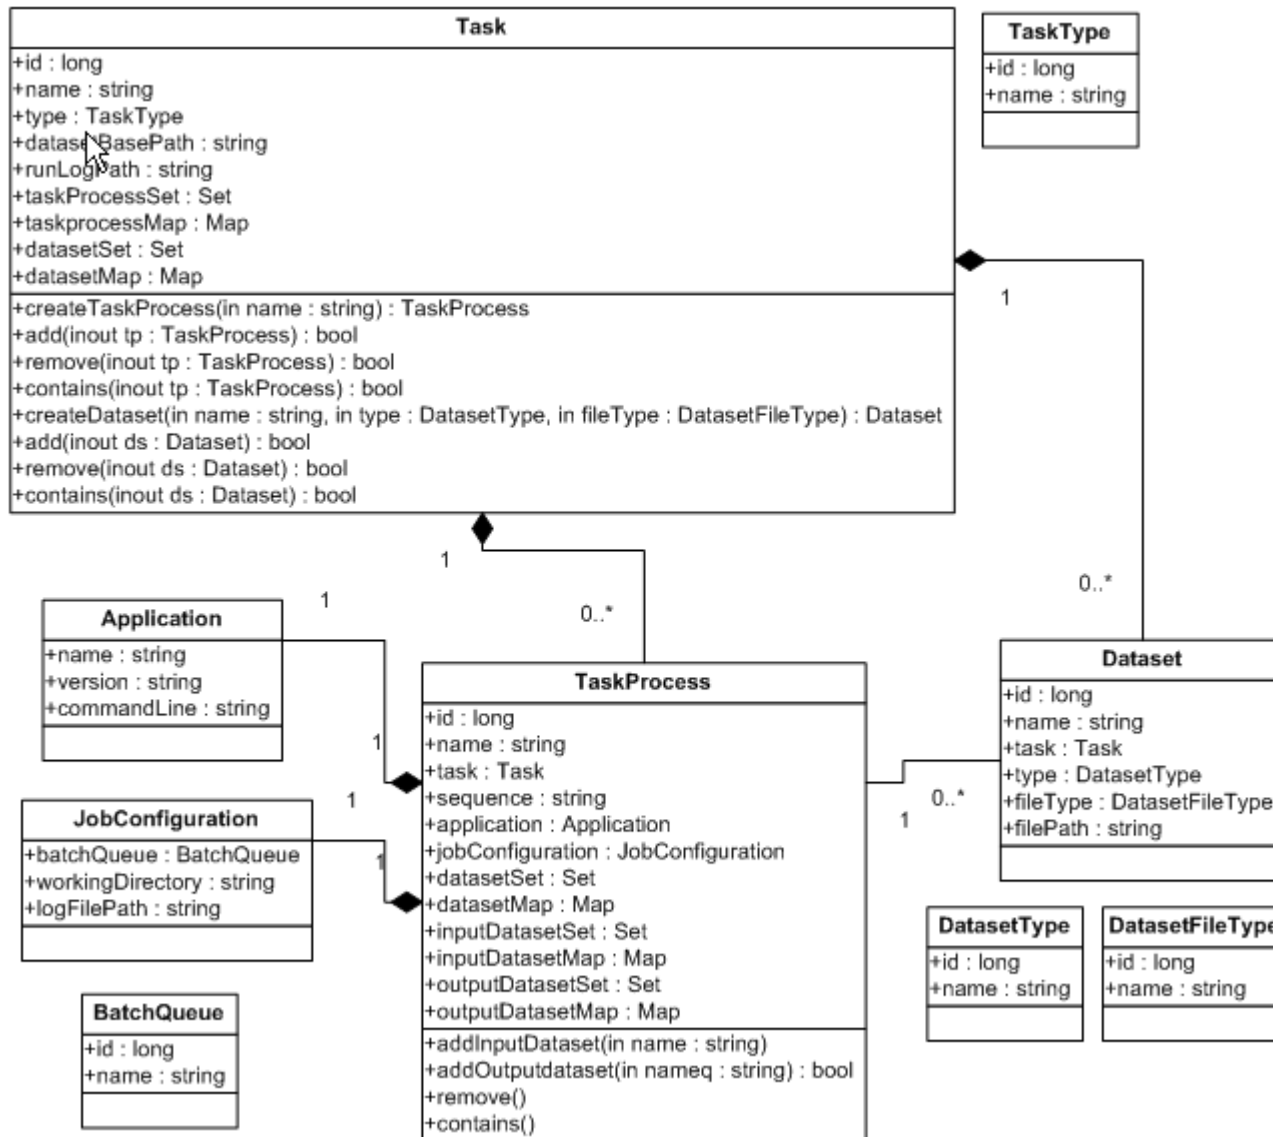 Task
+id : long
+name : string
+type : TaskType
+datasetBasePath : string
+runLogPath : string
+taskProcessSet : Set
+taskprocessMap : Map
+datasetSet : Set
+datasetMap : Map
+createTaskProcess(in name : string) : TaskProcess
+add(inout tp : TaskProcess) : bool
+remove(inout tp : TaskProcess) : bool
+contains(inout tp : TaskProcess) : bool
+createDataset(in name : string, in type : DatasetType, in fileType : DatasetFileType) : Dataset
+add(inout ds : Dataset) : bool
+remove(inout ds : Dataset) : bool
+contains(inout ds : Dataset) : bool
TaskType
+id : long
+name : string
1
0..*
1
0..*
1
1
1
1
Application
+name : string
+version : string
+commandLine : string
JobConfiguration
+batchQueue : BatchQueue
+workingDirectory : string
+logFilePath : string
BatchQueue
+id : long
+name : string
TaskProcess
+id : long
+name : string
+task : Task
+sequence : string
+application : Application
+jobConfiguration : JobConfiguration
+datasetSet : Set
+datasetMap : Map
+inputDatasetSet : Set
+inputDatasetMap : Map
+outputDatasetSet : Set
+outputDatasetMap : Map
+addInputDataset(in name : string)
+addOutputdataset(in nameq : string) : bool
+remove()
+contains()
1
0..*
Dataset
+id : long
+name : string
+task : Task
+type : DatasetType
+fileType : DatasetFileType
+filePath : string
DatasetType
+id : long
+name : string
DatasetFileType
+id : long
+name : string